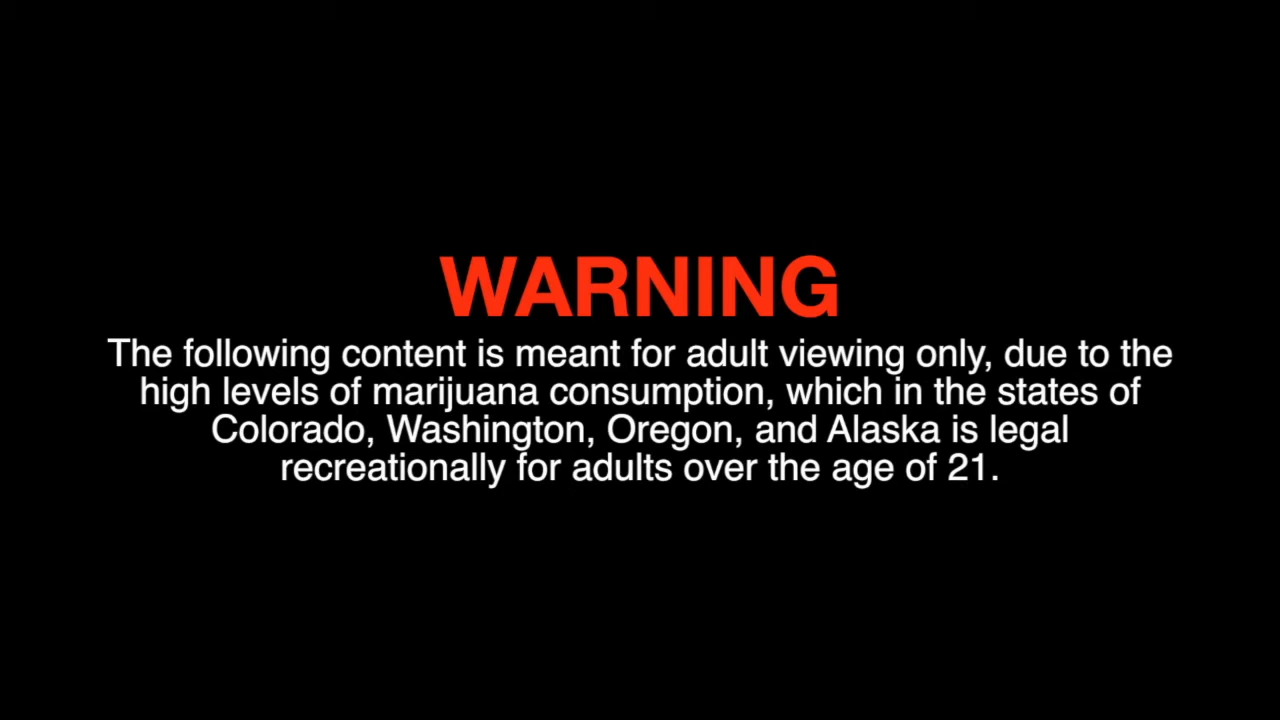 WARNING
The following content is meant for adult viewing only, due to the
high levels of marijuana consumption, which in the states of
Colorado, Washington, Oregon, and Alaska is legal
recreationally for adults over the age of 21.